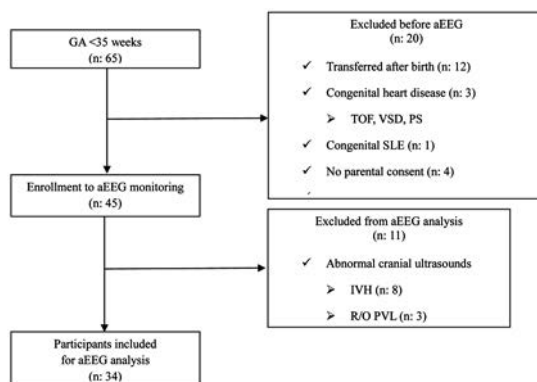 GA <35 weeks
(n: 65)
Excluded before aEEG
(n: 20)
✓ Transferred after birth (n: 12)
✓ Congenital heart disease (n: 3)
➢ TOF, VSD, PS
✓ Congenital SLE (n: 1)
✓ No parental consent (n: 4)
Enrollment to aEEG monitoring
(n: 45)
Excluded from aEEG analysis
(n: 11)
✓ Abnormal cranial ultrasounds
➢ IVH (n: 8)
➢ R/O PVL (n: 3)
Participants included
for aEEG analysis
(n: 34)